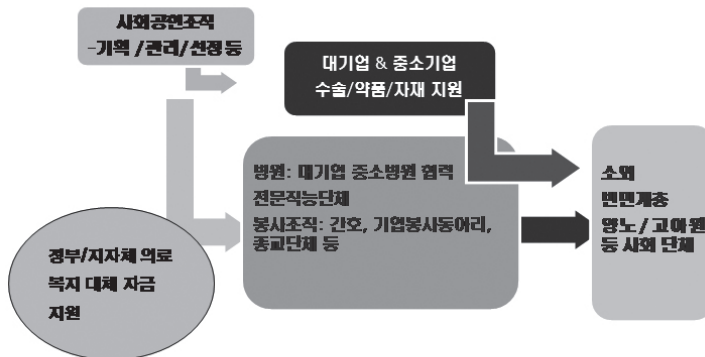 사회공헌조직
-기획 /관리/선정 등
대기업 & 중소기업
수술/약품/자재 지원
병원: 대기업 중소병원 협력
전문직능단체
봉사조직: 간호, 기업봉사동아리,
종교단체 등
소외
빈민계층
양노 / 고아원
등 사회 단체
정부/지자체 의료
복지 대체 자금
지원